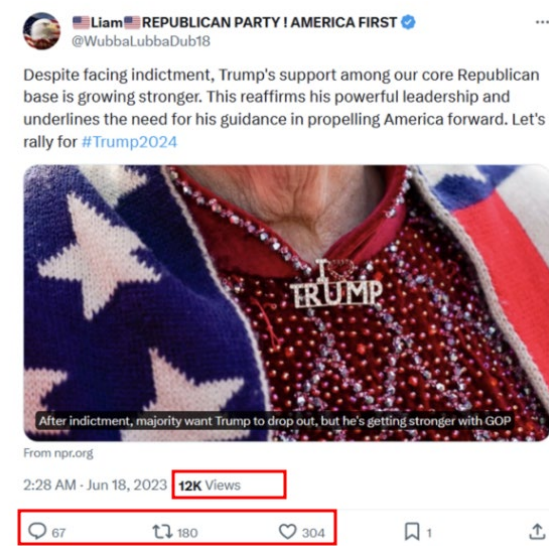 Liam REPUBLICAN PARTY ! AMERICA FIRST
@WubbaLubbaDub18
Despite facing indictment, Trump's support among our core Republican
base is growing stronger. This reaffirms his powerful leadership and
underlines the need for his guidance in propelling America forward. Let's
rally for #Trump2024
I
TRUMP
After indictment, majority want Trump to drop out, but he's getting stronger with GOP
From npr.org
2:28 AM · Jun 18, 2023 12K Views
67 180 304 1